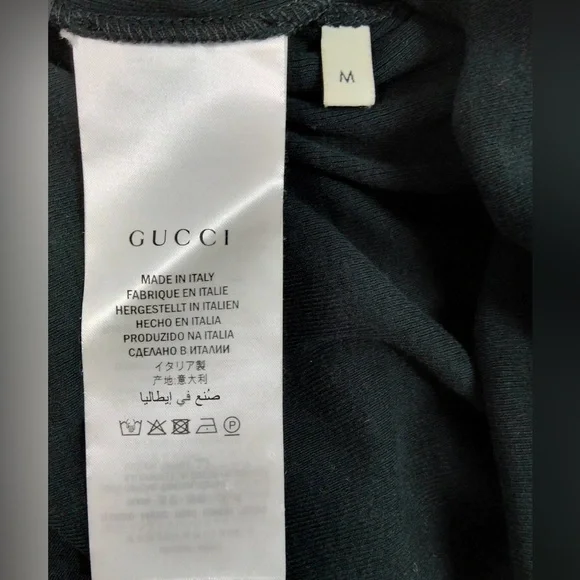 M
GUCCI
MADE IN ITALY
FABRIQUE EN ITALIE
HERGESTELLT IN ITALIEN
HECHO EN ITALIA
PRODUZIDO NA ITALIA
СДЕЛАНО В ИТАЛИИ
イタリア製
产地:意大利
صُنع في إيطاليا
P